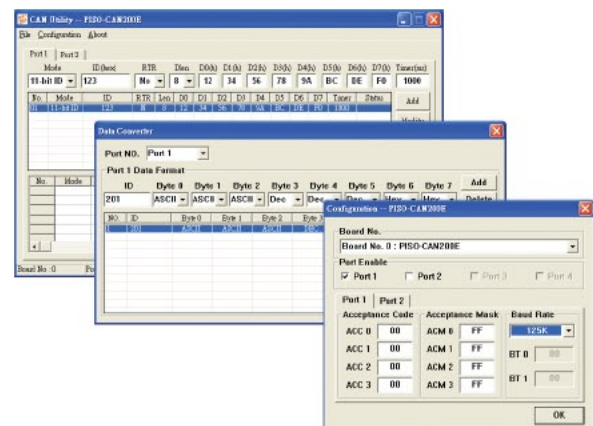 CAN Utility -- PISO-CAN200E
File Configuration About
Port 1 Port 2
Mode ID(hex) RTR Dlen D0(h) D1(h) D2(h) D3(h) D4(h) D5(h) D6(h) D7(h) Timer(ms)
11-bit ID 123 No 8 12 34 56 78 9A BC DE F0 1000
No. Mode ID RTR Len D0 D1 D2 D3 D4 D5 D6 D7 Timer Status Add
01 11-bit ID 123 N 8 12 34 56 78 9A BC DE F0 1000
Modify
No. Mode
Board No :0
Data Converter
Port NO. Port 1
Port 1 Data Format
ID Byte 0 Byte 1 Byte 2 Byte 3 Byte 4 Byte 5 Byte 6 Byte 7 Add
201 ASCII ASCII ASCII Dec Dec Dec Hex Hex Delete
NO. ID Byte 0 Byte 1 Byte 2 Byte 3
1 201 ASCII ASCII ASCII Dec
Configuration -- PISO-CAN200E
Board No.
Board No. 0 : PISO-CAN200E
Port Enable
Port 1 Port 2 Port 3 Port 4
Port 1 Port 2
Acceptance Code Acceptance Mask Baud Rate
ACC 0 00 ACM 0 FF 125K
ACC 1 00 ACM 1 FF BT 0 00
ACC 2 00 ACM 2 FF
ACC 3 00 ACM 3 FF BT 1 00
OK